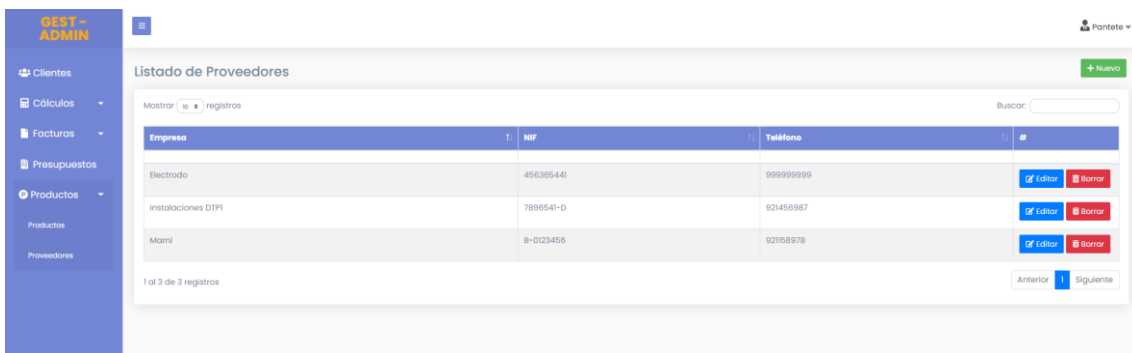 GEST-
ADMIN
Pantete
Clientes
Cálculos
Facturas
Presupuestos
Productos
Productos
Proveedores
Listado de Proveedores
+ Nuevo
Mostrar 10 registros
Buscar:
Empresa NIF Teléfono #
Electrodo 456365441 999999999 Editar Borrar
Instalaciones DTP1 7896541-D 921456987 Editar Borrar
Marni B-0123456 921158978 Editar Borrar
1 al 3 de 3 registros
Anterior 1 Siguiente